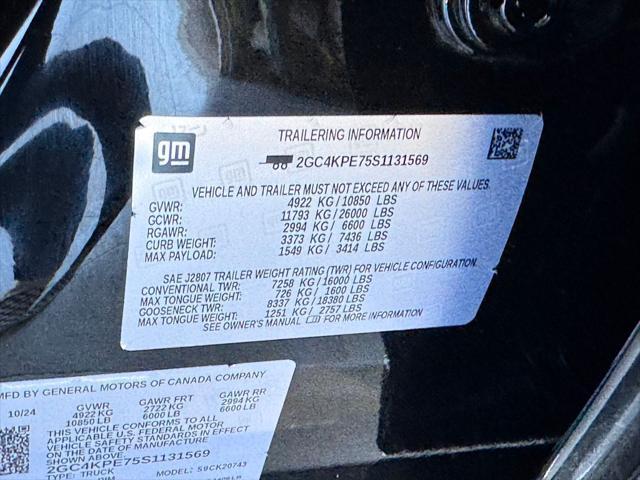 gm
TRAILERING INFORMATION
2GC4KPE75S1131569
VEHICLE AND TRAILER MUST NOT EXCEED ANY OF THESE VALUES.
GVWR: 4922 KG / 10850 LBS
GCWR: 11793 KG / 26000 LBS
RGAWR: 2994 KG / 6600 LBS
CURB WEIGHT: 3373 KG / 7436 LBS
MAX PAYLOAD: 1549 KG / 3414 LBS
SAE J2807 TRAILER WEIGHT RATING (TWR) FOR VEHICLE CONFIGURATION.
CONVENTIONAL TWR: 7258 KG / 16000 LBS
MAX TONGUE WEIGHT: 726 KG / 1600 LBS
GOOSENECK TWR: 8337 KG / 18380 LBS
MAX TONGUE WEIGHT: 1251 KG / 2757 LBS
SEE OWNER'S MANUAL FOR MORE INFORMATION
MFD BY GENERAL MOTORS OF CANADA COMPANY
10/24 GVWR GAWR FRT GAWR RR
4922 KG 2722 KG 2994 KG
10850 LB 6000 LB 6600 LB
THIS VEHICLE CONFORMS TO ALL
APPLICABLE U.S. FEDERAL MOTOR
VEHICLE SAFETY STANDARDS IN EFFECT
ON THE DATE OF MANUFACTURE
SHOWN ABOVE.
2GC4KPE75S1131569
TYPE: TRUCK MODEL: S9CK20743